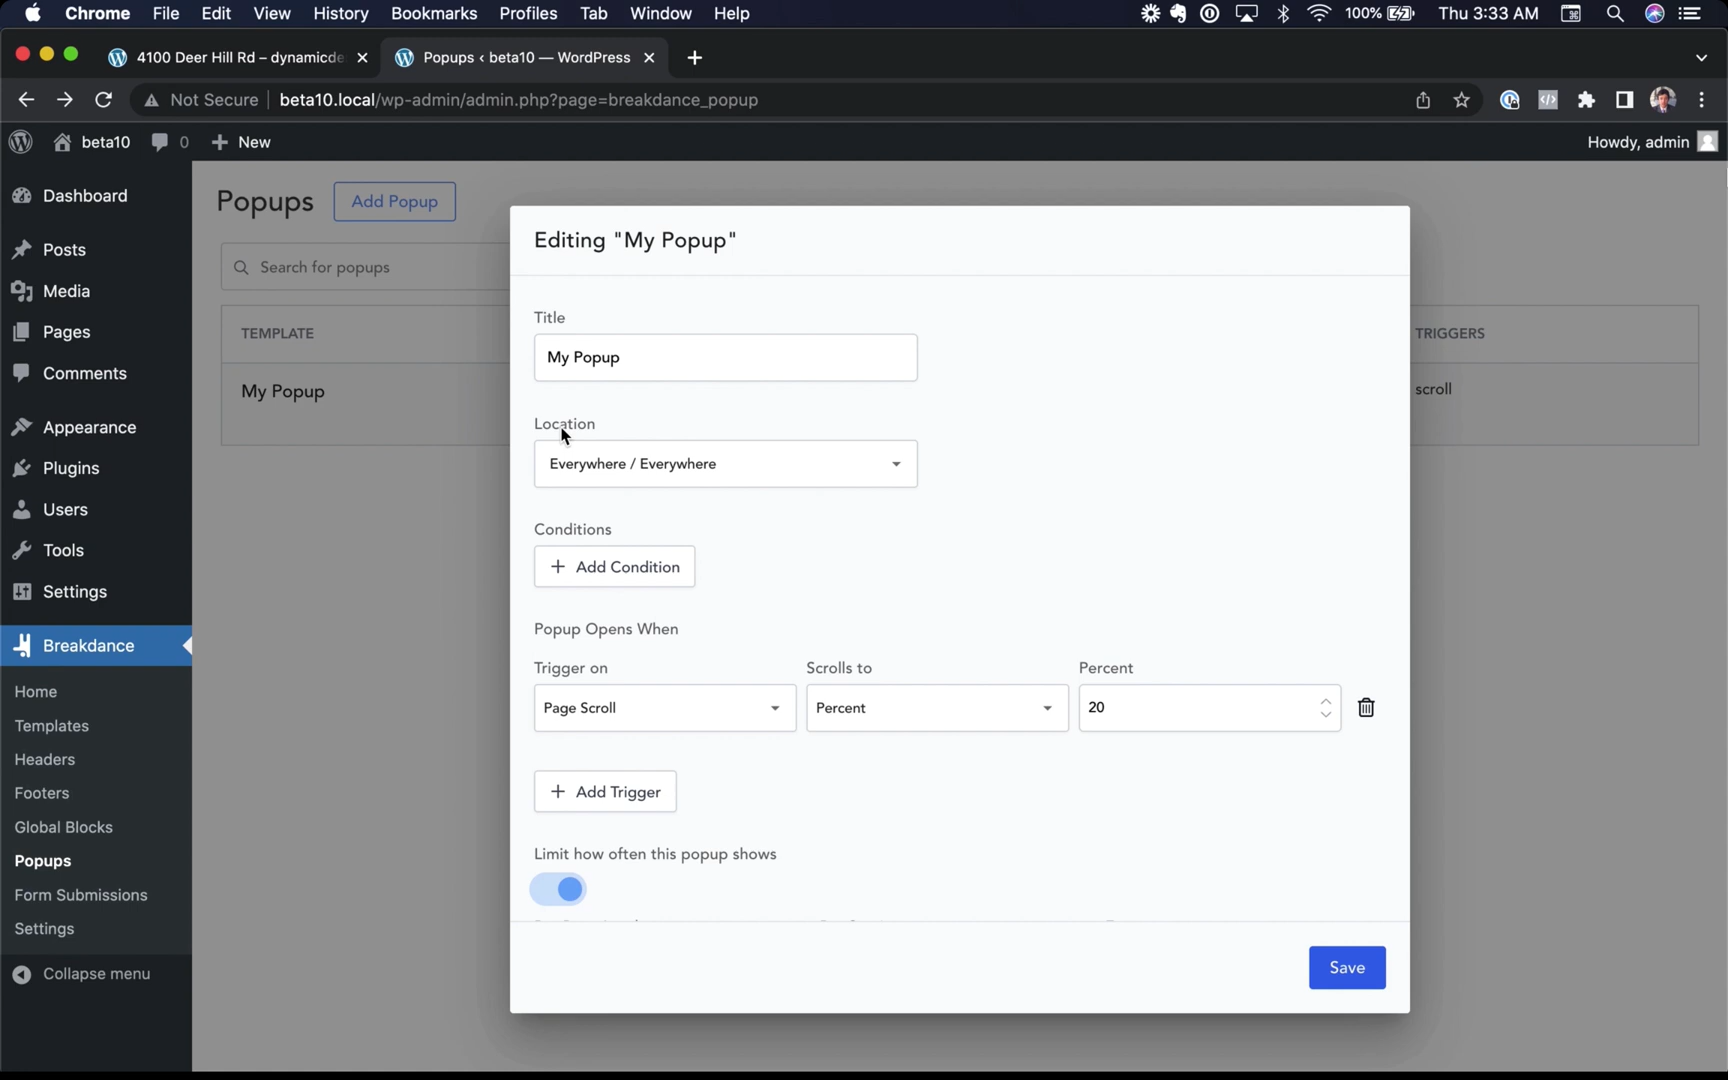 Chrome File Edit View History Bookmarks Profiles Tab Window Help 100% Thu 3:33 AM
4100 Deer Hill Rd – dynamicde Popups ‹ beta10 — WordPress
Not Secure beta10.local/wp-admin/admin.php?page=breakdance_popup
beta10 0 New Howdy, admin
Dashboard
Posts
Media
Pages
Comments
Appearance
Plugins
Users
Tools
Settings
Breakdance
Home
Templates
Headers
Footers
Global Blocks
Popups
Form Submissions
Settings
Collapse menu
Popups Add Popup
Search for popups
TEMPLATE TRIGGERS
My Popup scroll
Editing "My Popup"
Title
My Popup
Location
Everywhere / Everywhere
Conditions
+ Add Condition
Popup Opens When
Trigger on Scrolls to Percent
Page Scroll Percent 20
+ Add Trigger
Limit how often this popup shows
Save